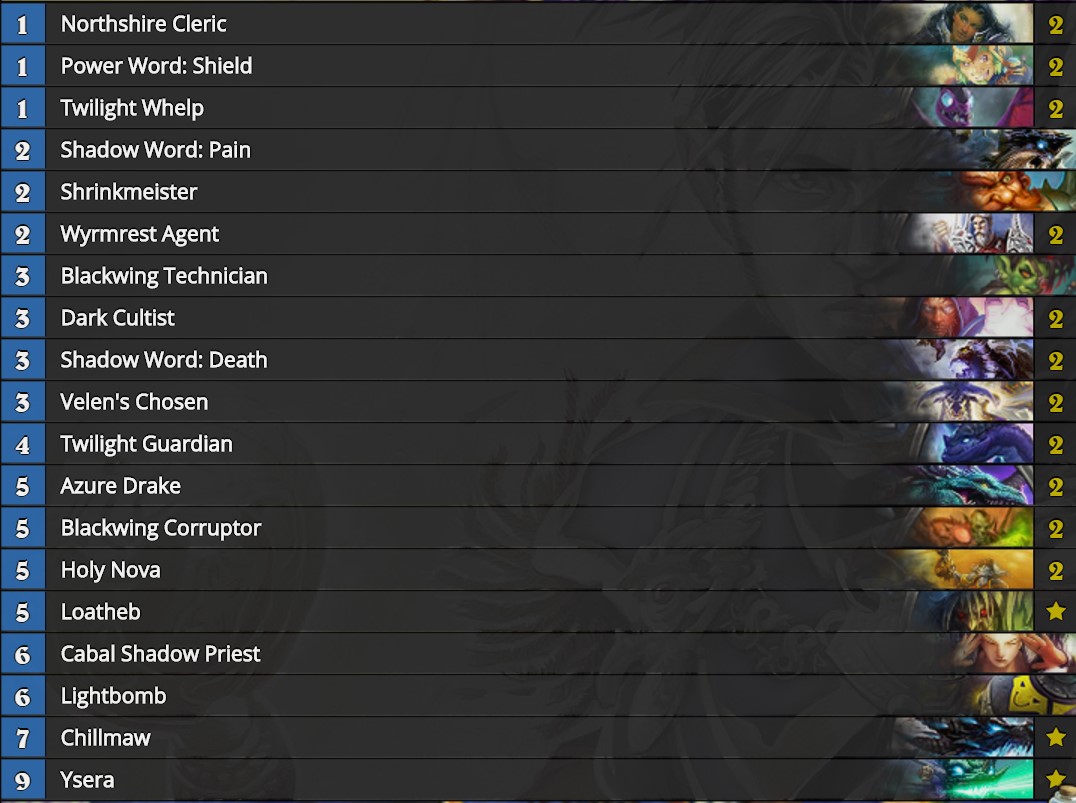 1 Northshire Cleric 2
1 Power Word: Shield 2
1 Twilight Whelp 2
2 Shadow Word: Pain
2 Shrinkmeister
2 Wyrmrest Agent 2
3 Blackwing Technician
3 Dark Cultist 2
3 Shadow Word: Death 2
3 Velen's Chosen 2
4 Twilight Guardian 2
5 Azure Drake 2
5 Blackwing Corruptor 2
5 Holy Nova 2
5 Loatheb
6 Cabal Shadow Priest
6 Lightbomb
7 Chillmaw
9 Ysera